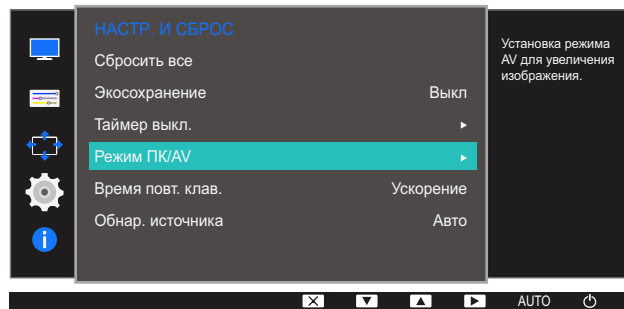 НАСТР. И СБРОС
Сбросить все
Экосохранение Выкл
Таймер выкл.
Режим ПК/AV
Время повт. клав. Ускорение
Обнар. источника Авто
Установка режима
AV для увеличения
изображения.
AUTO